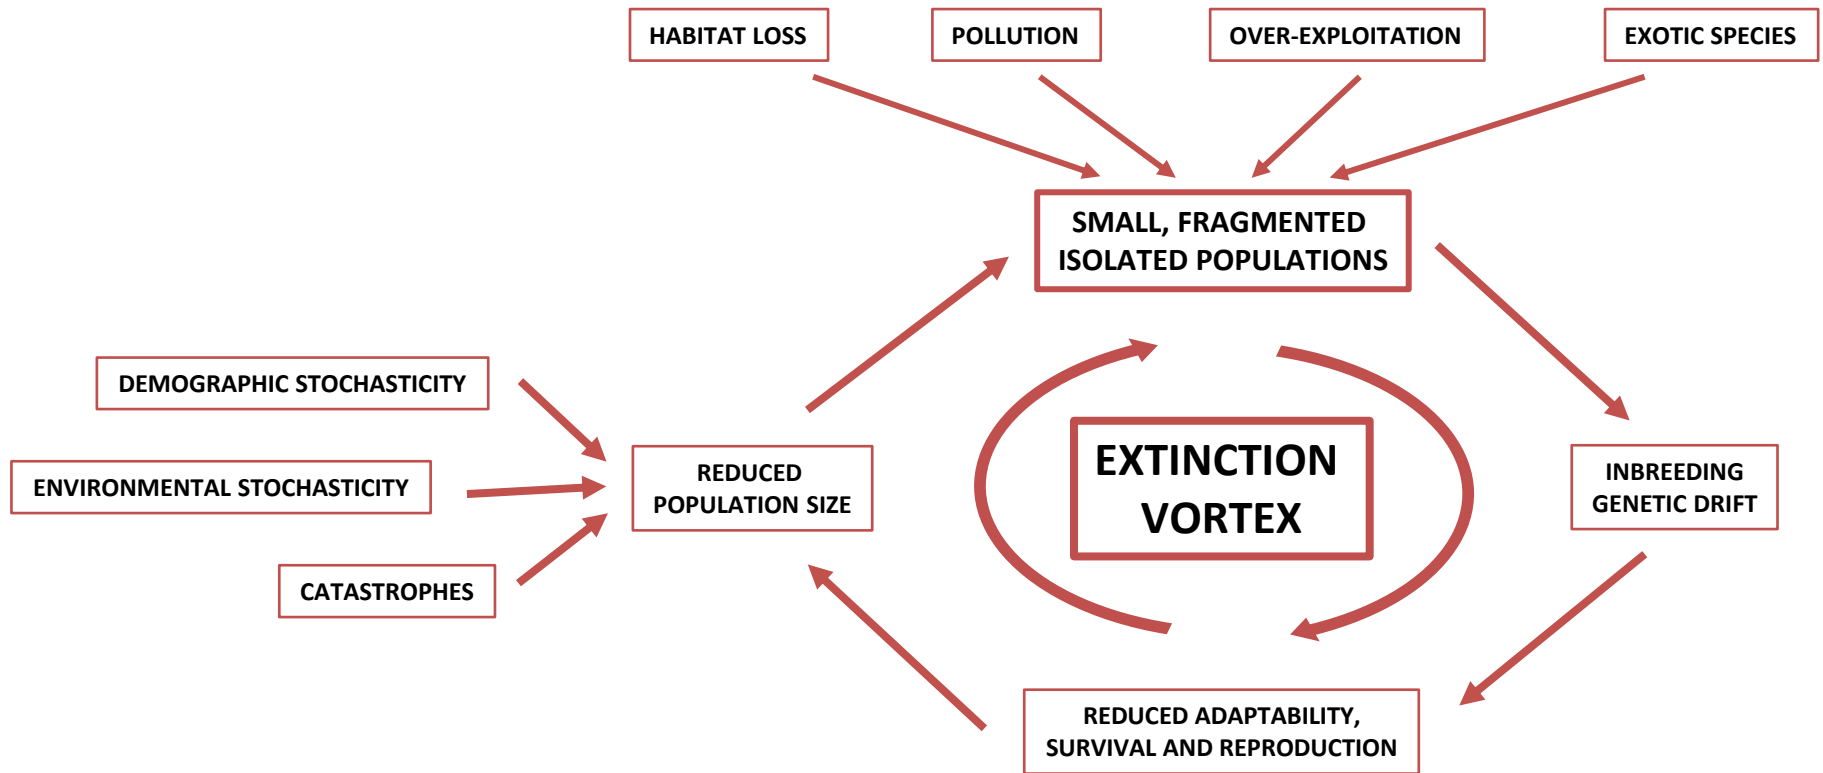 HABITAT LOSS
POLLUTION
OVER-EXPLOITATION
EXOTIC SPECIES
SMALL, FRAGMENTED
ISOLATED POPULATIONS
DEMOGRAPHIC STOCHASTICITY
ENVIRONMENTAL STOCHASTICITY
CATASTROPHES
REDUCED
POPULATION SIZE
EXTINCTION
VORTEX
INBREEDING
GENETIC DRIFT
REDUCED ADAPTABILITY,
SURVIVAL AND REPRODUCTION